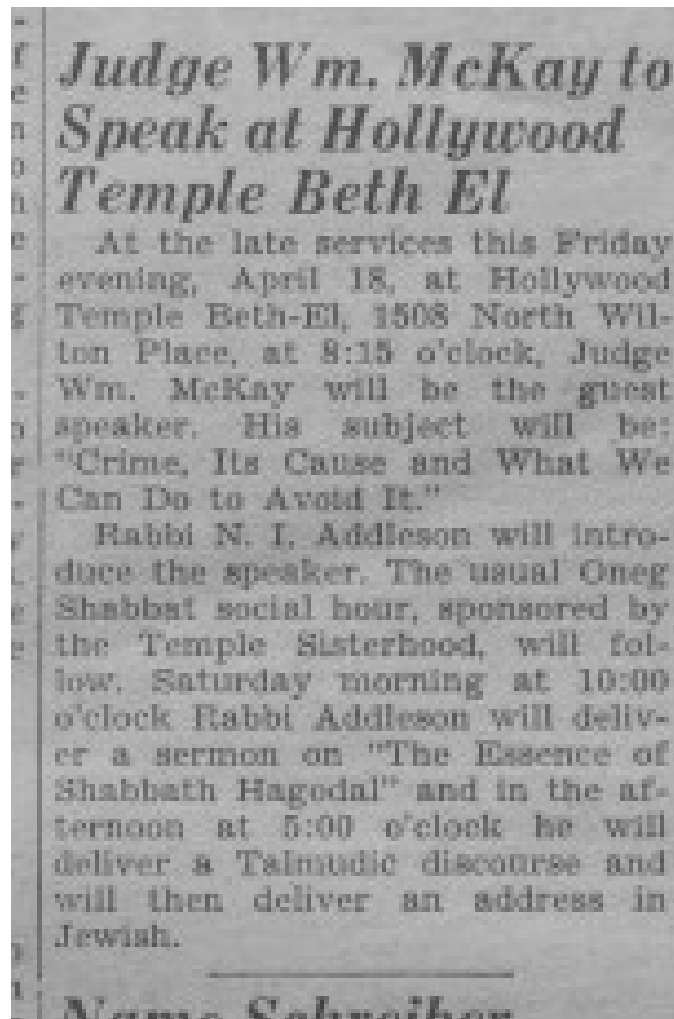 Judge Wm. McKay to
Speak at Hollywood
Temple Beth El
At the late services this Friday
evening, April 18, at Hollywood
Temple Beth-El, 1508 North Wil-
ton Place, at 8:15 o'clock, Judge
Wm. McKay will be the guest
speaker. His subject will be:
"Crime, Its Cause and What We
Can Do to Avoid It."
Rabbi N. I. Addleson will intro-
duce the speaker. The usual Oneg
Shabbat social hour, sponsored by
the Temple Sisterhood, will fol-
low. Saturday morning at 10:00
o'clock Rabbi Addleson will deliv-
er a sermon on "The Essence of
Shabbath Hagodal" and in the af-
ternoon at 5:00 o'clock he will
deliver a Talmudic discourse and
will then deliver an address in
Jewish.
Name Schreiber